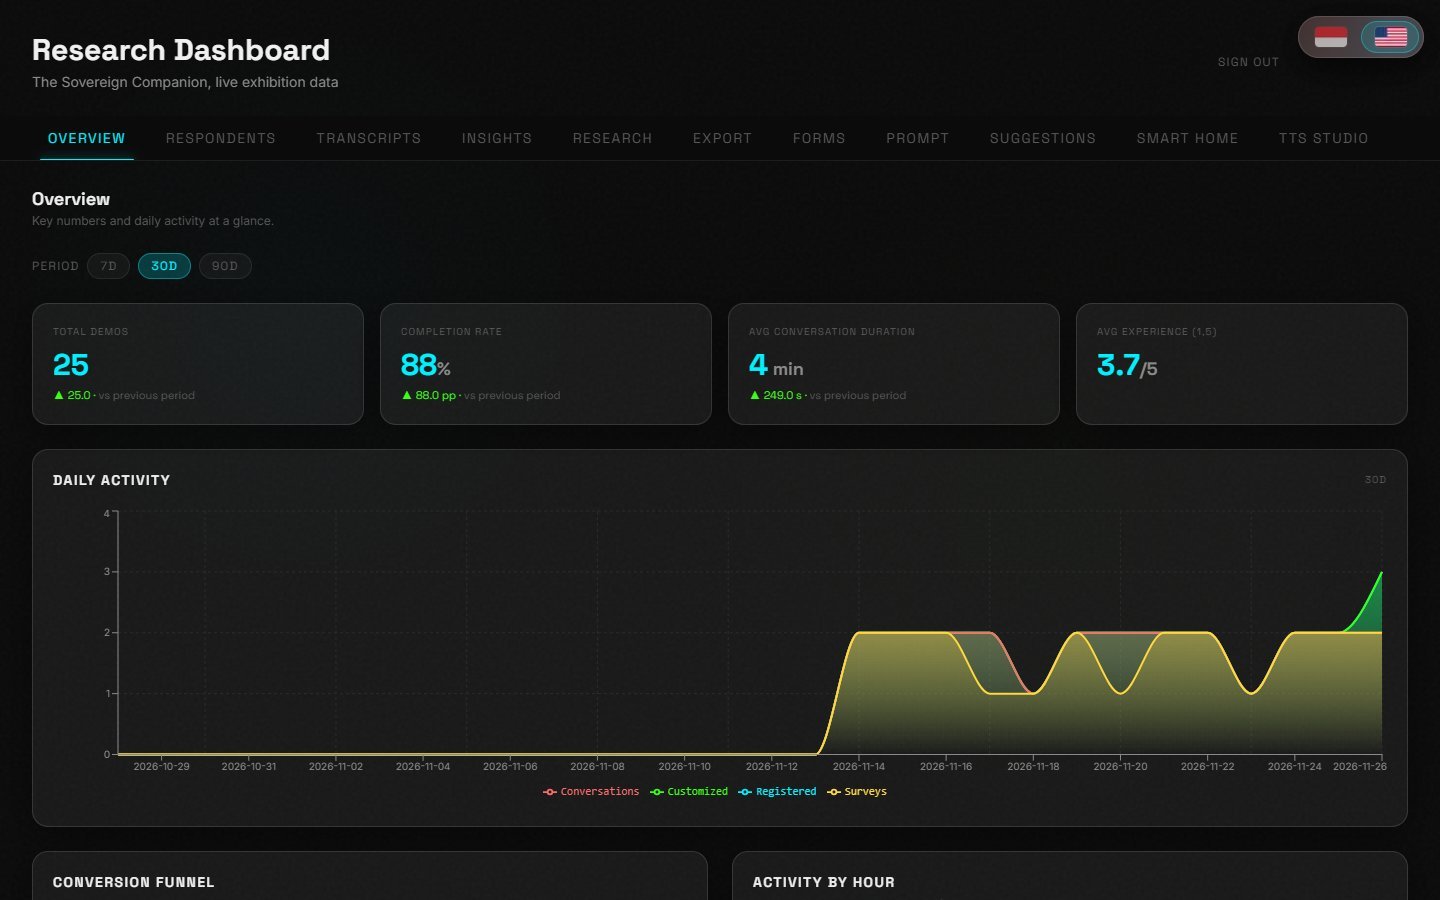 Research Dashboard
The Sovereign Companion, live exhibition data
SIGN OUT
OVERVIEW RESPONDENTS TRANSCRIPTS INSIGHTS RESEARCH EXPORT FORMS PROMPT SUGGESTIONS SMART HOME TTS STUDIO
Overview
Key numbers and daily activity at a glance.
PERIOD 7D 30D 90D
TOTAL DEMOS
25
▲ 25.0 · vs previous period
COMPLETION RATE
88%
▲ 88.0 pp · vs previous period
AVG CONVERSATION DURATION
4 min
▲ 249.0 s · vs previous period
AVG EXPERIENCE (1,5)
3.7/5
DAILY ACTIVITY
30D
4
3
2
1
0
2026-10-29 2026-10-31 2026-11-02 2026-11-04 2026-11-06 2026-11-08 2026-11-10 2026-11-12 2026-11-14 2026-11-16 2026-11-18 2026-11-20 2026-11-22 2026-11-24 2026-11-26
Conversations Customized Registered Surveys
CONVERSION FUNNEL
ACTIVITY BY HOUR